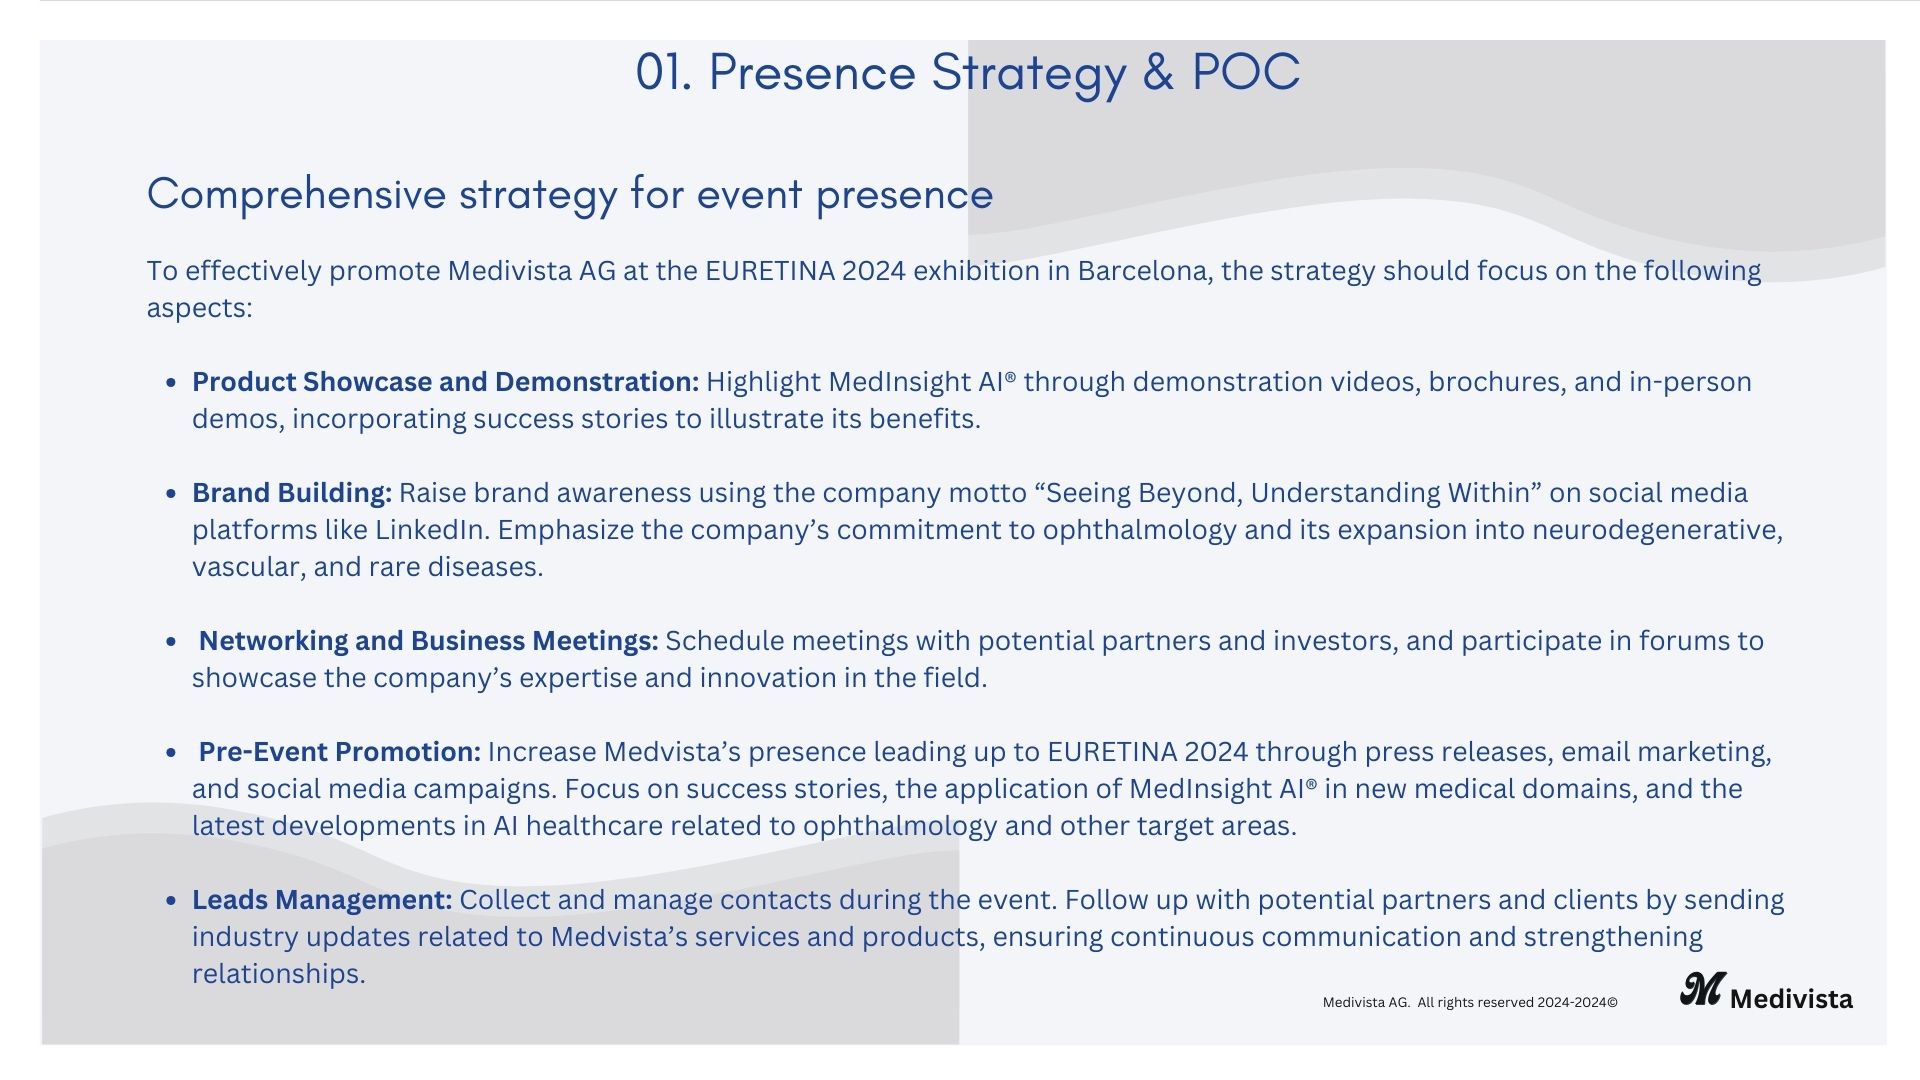 01. Presence Strategy & POC
Comprehensive strategy for event presence
To effectively promote Medivista AG at the EURETINA 2024 exhibition in Barcelona, the strategy should focus on the following
aspects:
• Product Showcase and Demonstration: Highlight MedInsight AI® through demonstration videos, brochures, and in-person
demos, incorporating success stories to illustrate its benefits.
• Brand Building: Raise brand awareness using the company motto “Seeing Beyond, Understanding Within” on social media
platforms like LinkedIn. Emphasize the company’s commitment to ophthalmology and its expansion into neurodegenerative,
vascular, and rare diseases.
• Networking and Business Meetings: Schedule meetings with potential partners and investors, and participate in forums to
showcase the company’s expertise and innovation in the field.
• Pre-Event Promotion: Increase Medvista’s presence leading up to EURETINA 2024 through press releases, email marketing,
and social media campaigns. Focus on success stories, the application of MedInsight AI® in new medical domains, and the
latest developments in AI healthcare related to ophthalmology and other target areas.
• Leads Management: Collect and manage contacts during the event. Follow up with potential partners and clients by sending
industry updates related to Medvista’s services and products, ensuring continuous communication and strengthening
relationships.
Medivista AG. All rights reserved 2024-2024©
M Medivista